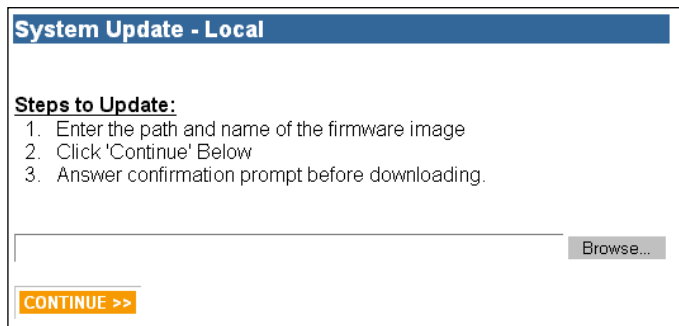 System Update - Local
Steps to Update:
1. Enter the path and name of the firmware image
2. Click 'Continue' Below
3. Answer confirmation prompt before downloading.
Browse...
CONTINUE >>